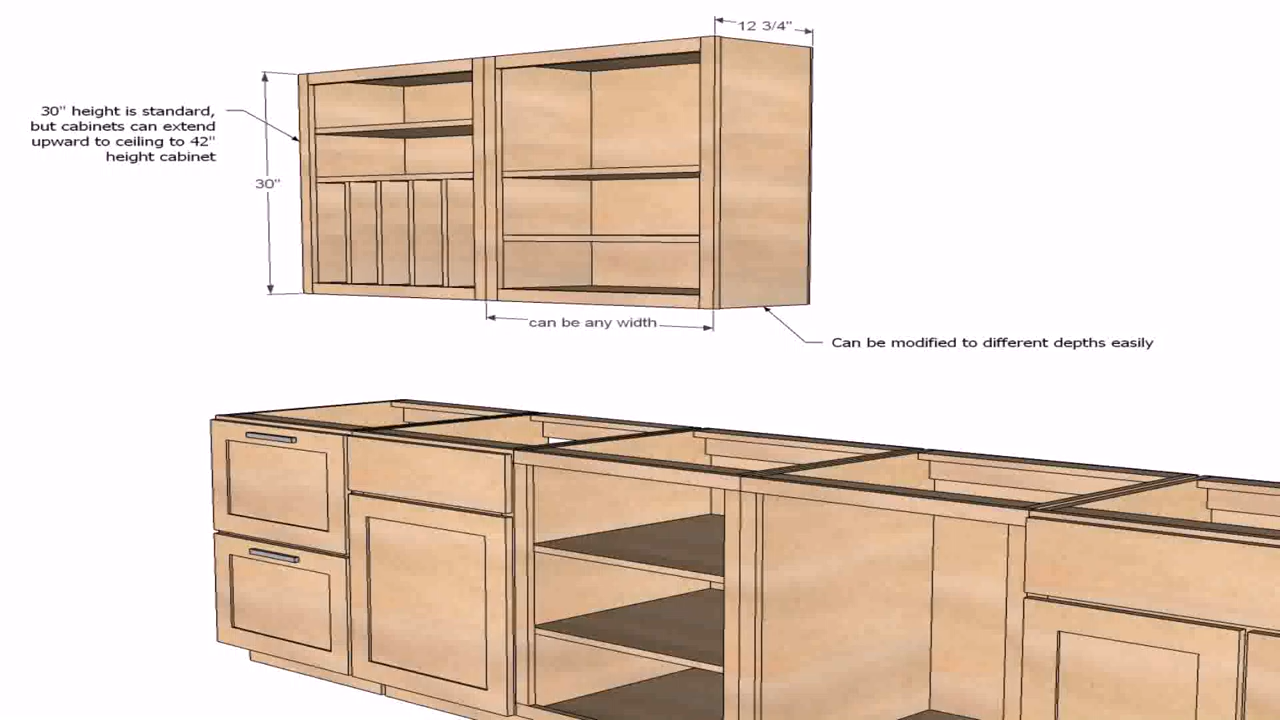 12 3/4"
30" height is standard,
but cabinets can extend
upward to ceiling to 42"
height cabinet
30"
can be any width
Can be modified to different depths easily